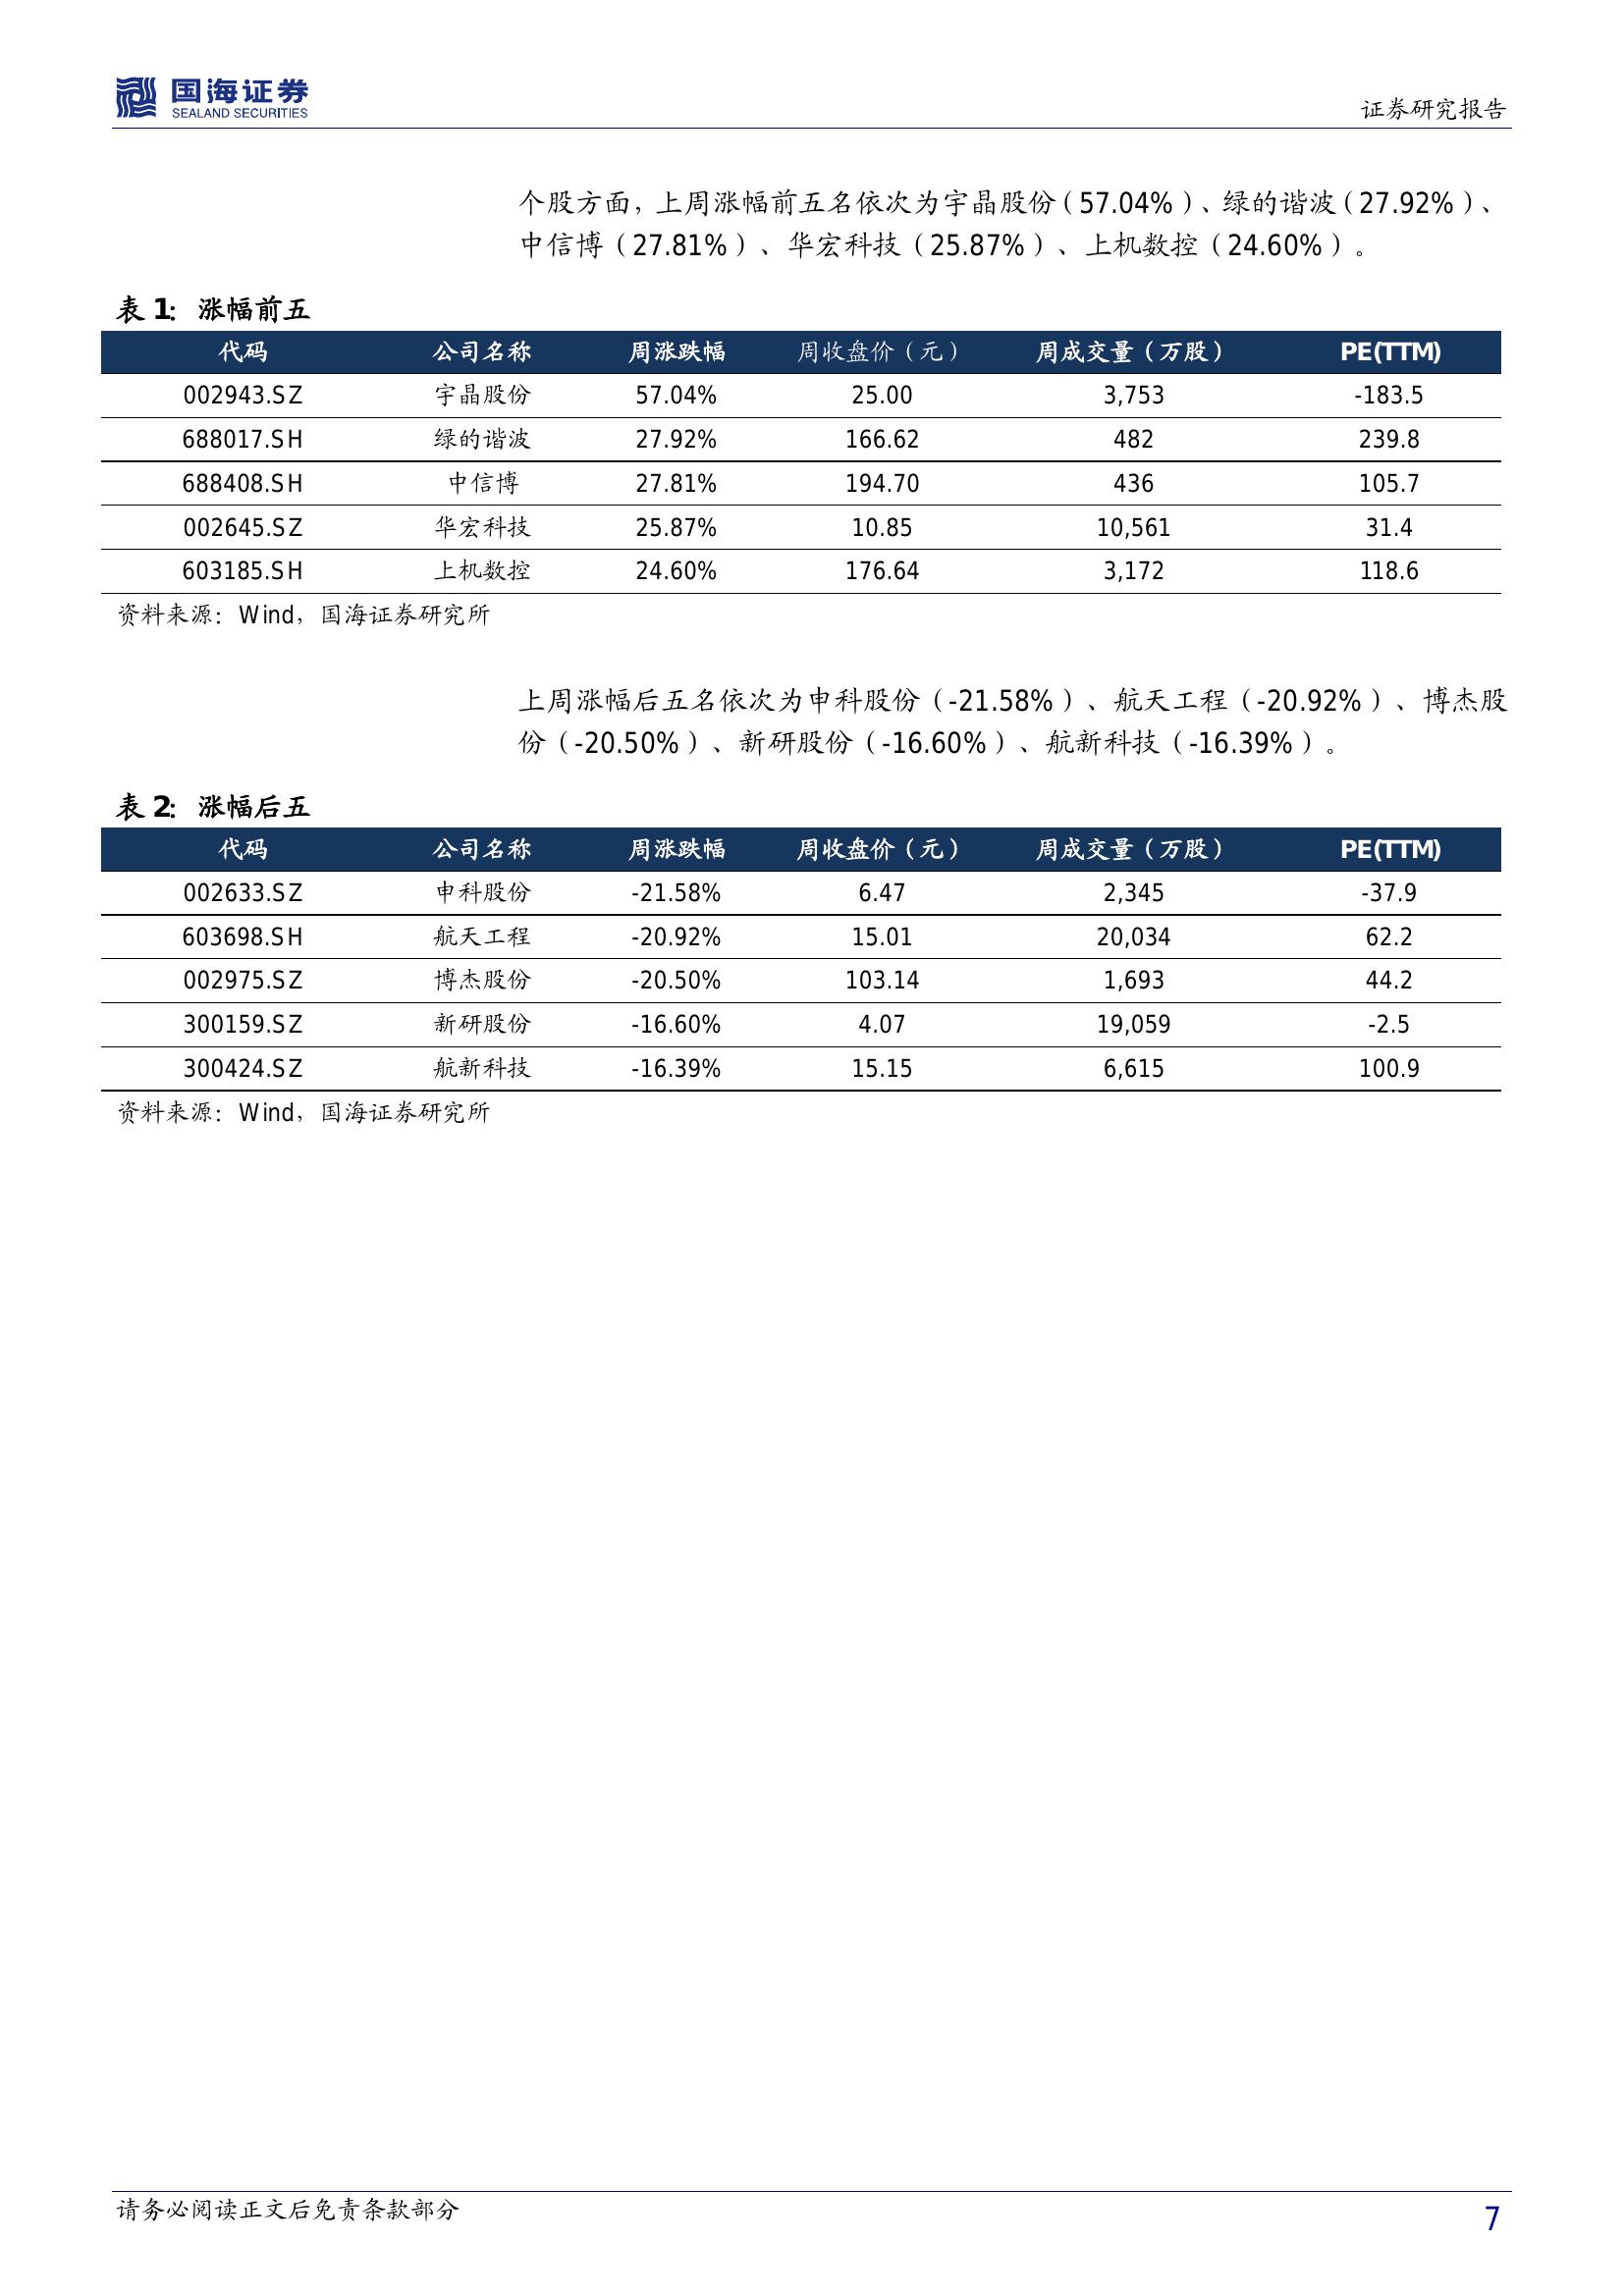 国海证券
SEALAND SECURITIES
证券研究报告
个股方面，上周涨幅前五名依次为宇晶股份（57.04%）、绿的谐波（27.92%）、
中信博（27.81%）、华宏科技（25.87%）、上机数控（24.60%）。
表 1： 涨幅前五
代码 公司名称 周涨跌幅 周收盘价（元） 周成交量（万股） PE(TTM)
002943.SZ 宇晶股份 57.04% 25.00 3,753 -183.5
688017.SH 绿的谐波 27.92% 166.62 482 239.8
688408.SH 中信博 27.81% 194.70 436 105.7
002645.SZ 华宏科技 25.87% 10.85 10,561 31.4
603185.SH 上机数控 24.60% 176.64 3,172 118.6
资料来源：Wind，国海证券研究所
上周涨幅后五名依次为申科股份（-21.58%）、航天工程（-20.92%）、博杰股
份（-20.50%）、新研股份（-16.60%）、航新科技（-16.39%）。
表 2： 涨幅后五
代码 公司名称 周涨跌幅 周收盘价（元） 周成交量（万股） PE(TTM)
002633.SZ 申科股份 -21.58% 6.47 2,345 -37.9
603698.SH 航天工程 -20.92% 15.01 20,034 62.2
002975.SZ 博杰股份 -20.50% 103.14 1,693 44.2
300159.SZ 新研股份 -16.60% 4.07 19,059 -2.5
300424.SZ 航新科技 -16.39% 15.15 6,615 100.9
资料来源：Wind，国海证券研究所
请务必阅读正文后免责条款部分
7